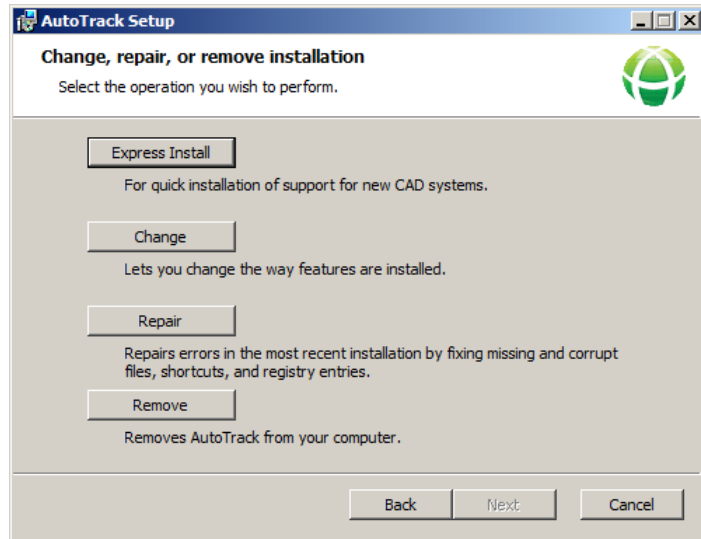 AutoTrack Setup
Change, repair, or remove installation
Select the operation you wish to perform.
Express Install
For quick installation of support for new CAD systems.
Change
Lets you change the way features are installed.
Repair
Repairs errors in the most recent installation by fixing missing and corrupt
files, shortcuts, and registry entries.
Remove
Removes AutoTrack from your computer.
Back Next Cancel